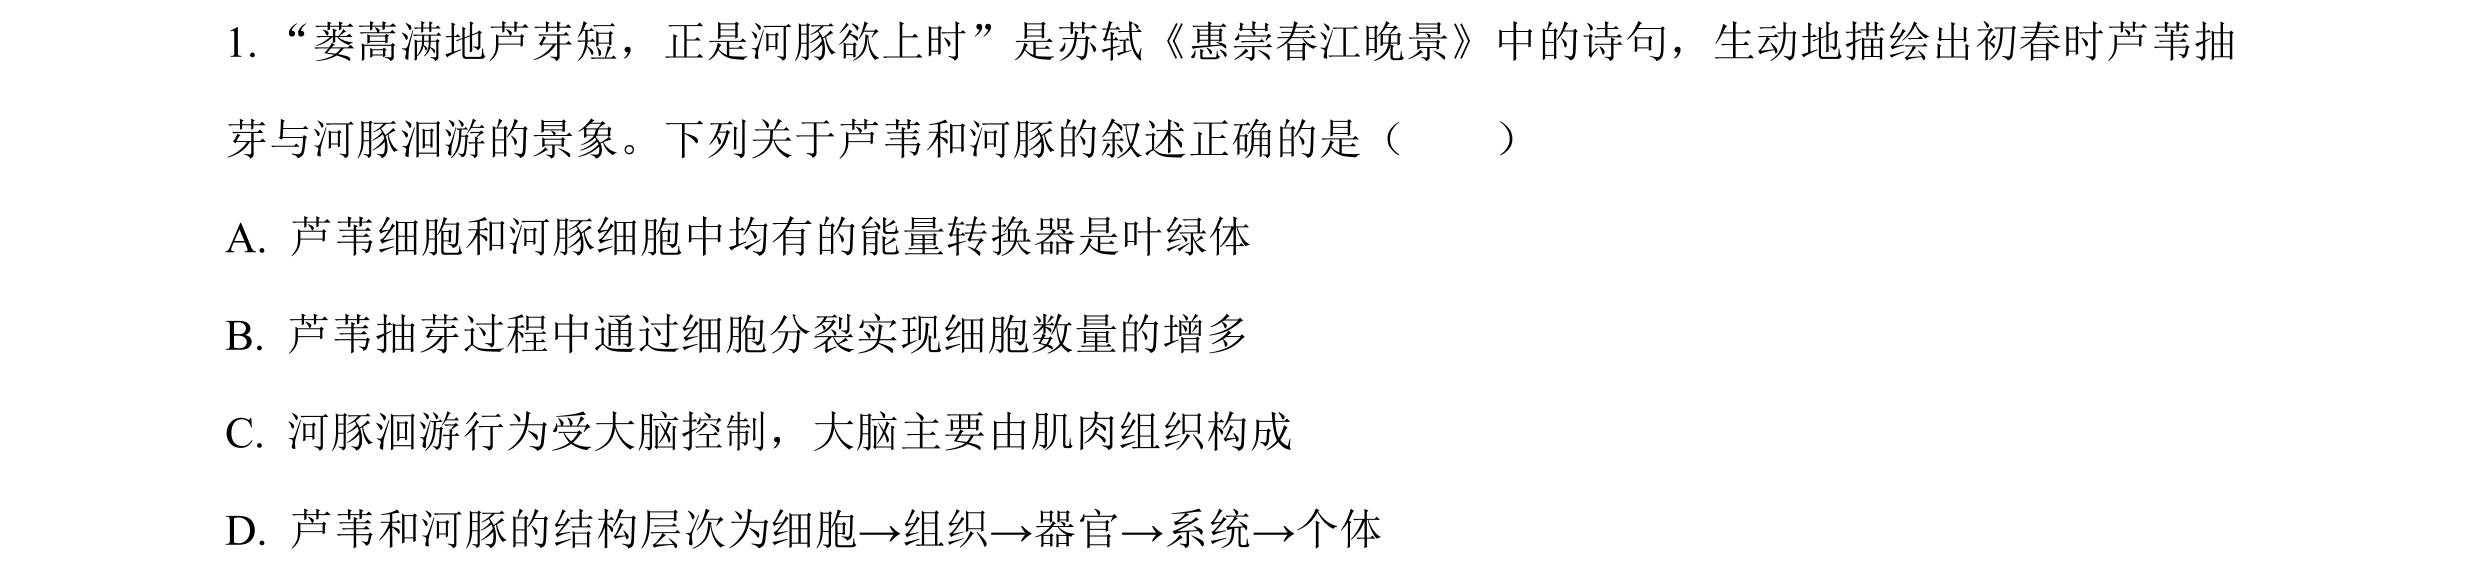 1. “蒌蒿满地芦芽短，正是河豚欲上时”是苏轼《惠崇春江晚景》中的诗句，生动地描绘出初春时芦苇抽
芽与河豚洄游的景象。下列关于芦苇和河豚的叙述正确的是（　　）
A. 芦苇细胞和河豚细胞中均有的能量转换器是叶绿体
B. 芦苇抽芽过程中通过细胞分裂实现细胞数量的增多
C. 河豚洄游行为受大脑控制，大脑主要由肌肉组织构成
D. 芦苇和河豚的结构层次为细胞→组织→器官→系统→个体